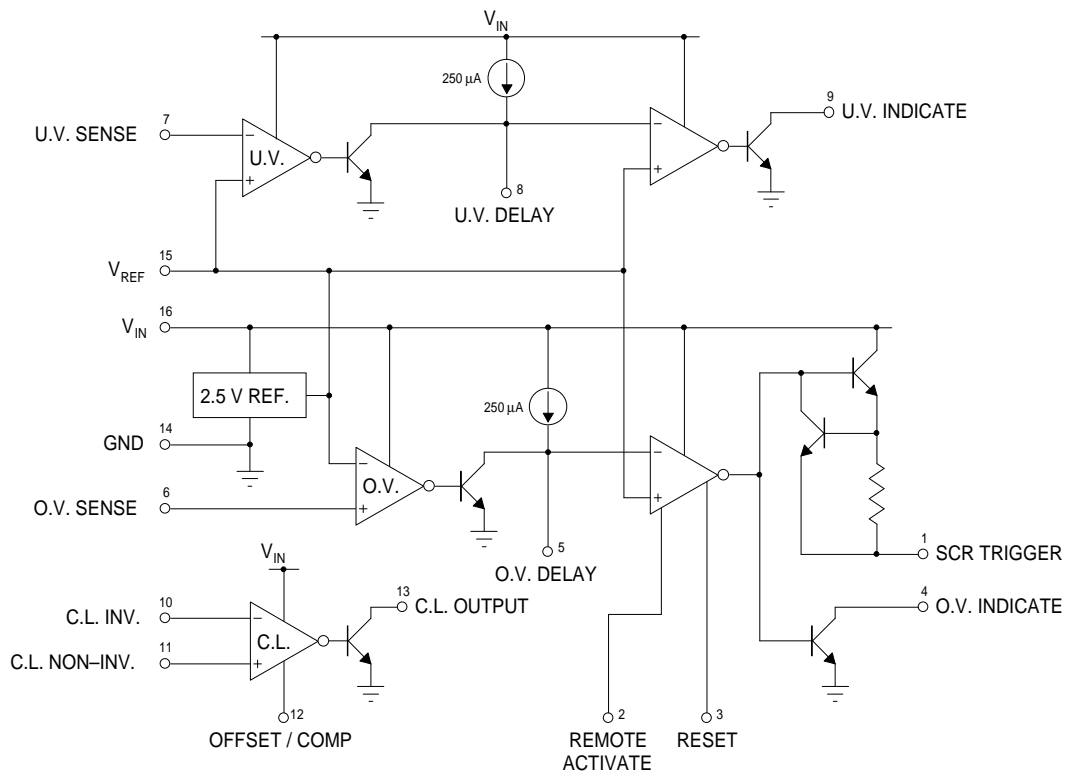 V_IN
250 µA
U.V. SENSE 7
−
+
U.V.
−
+
9 U.V. INDICATE
8
U.V. DELAY
V_REF 15
V_IN 16
2.5 V REF.
250 µA
GND 14
−
+
O.V.
−
+
O.V. SENSE 6
5
O.V. DELAY
1 SCR TRIGGER
V_IN
13 C.L. OUTPUT
4 O.V. INDICATE
C.L. INV. 10
−
C.L.
+
C.L. NON–INV. 11
12
OFFSET / COMP
2
REMOTE
ACTIVATE
3
RESET